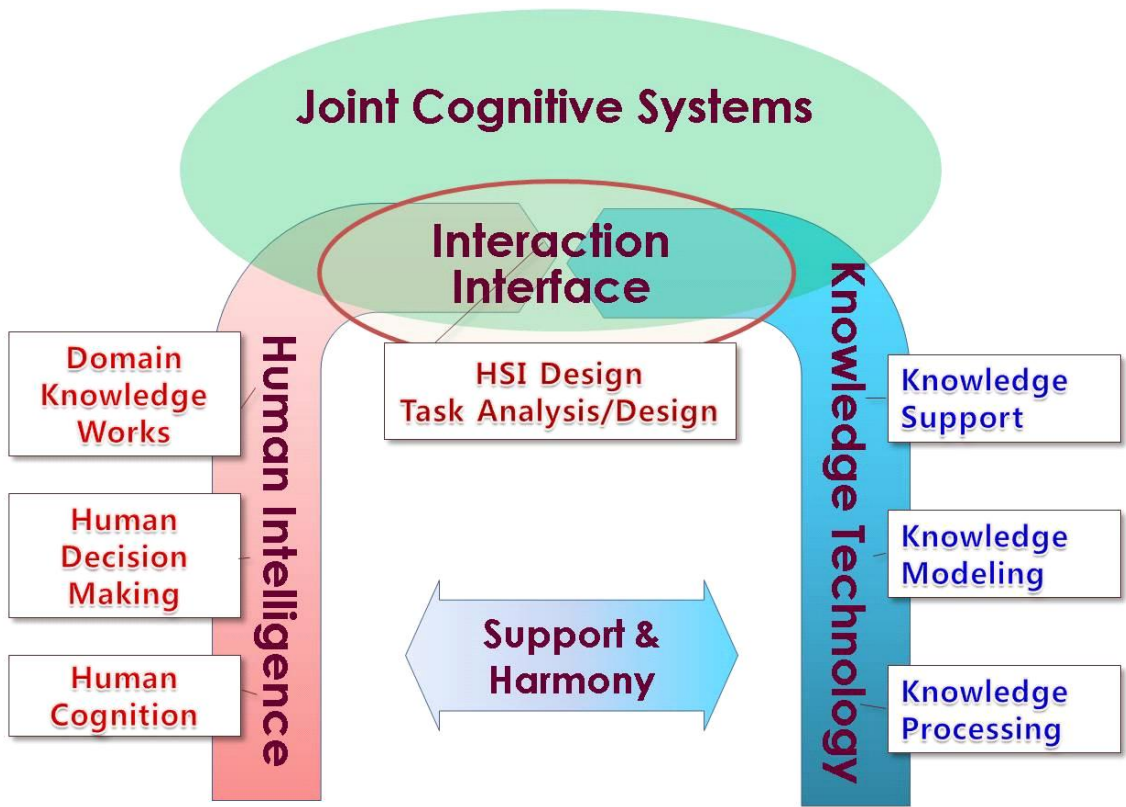 Joint Cognitive Systems
Interaction
Interface
HSI Design
Task Analysis/Design
Human Intelligence
Domain
Knowledge
Works
Human
Decision
Making
Human
Cognition
Support &
Harmony
Knowledge Technology
Knowledge
Support
Knowledge
Modeling
Knowledge
Processing